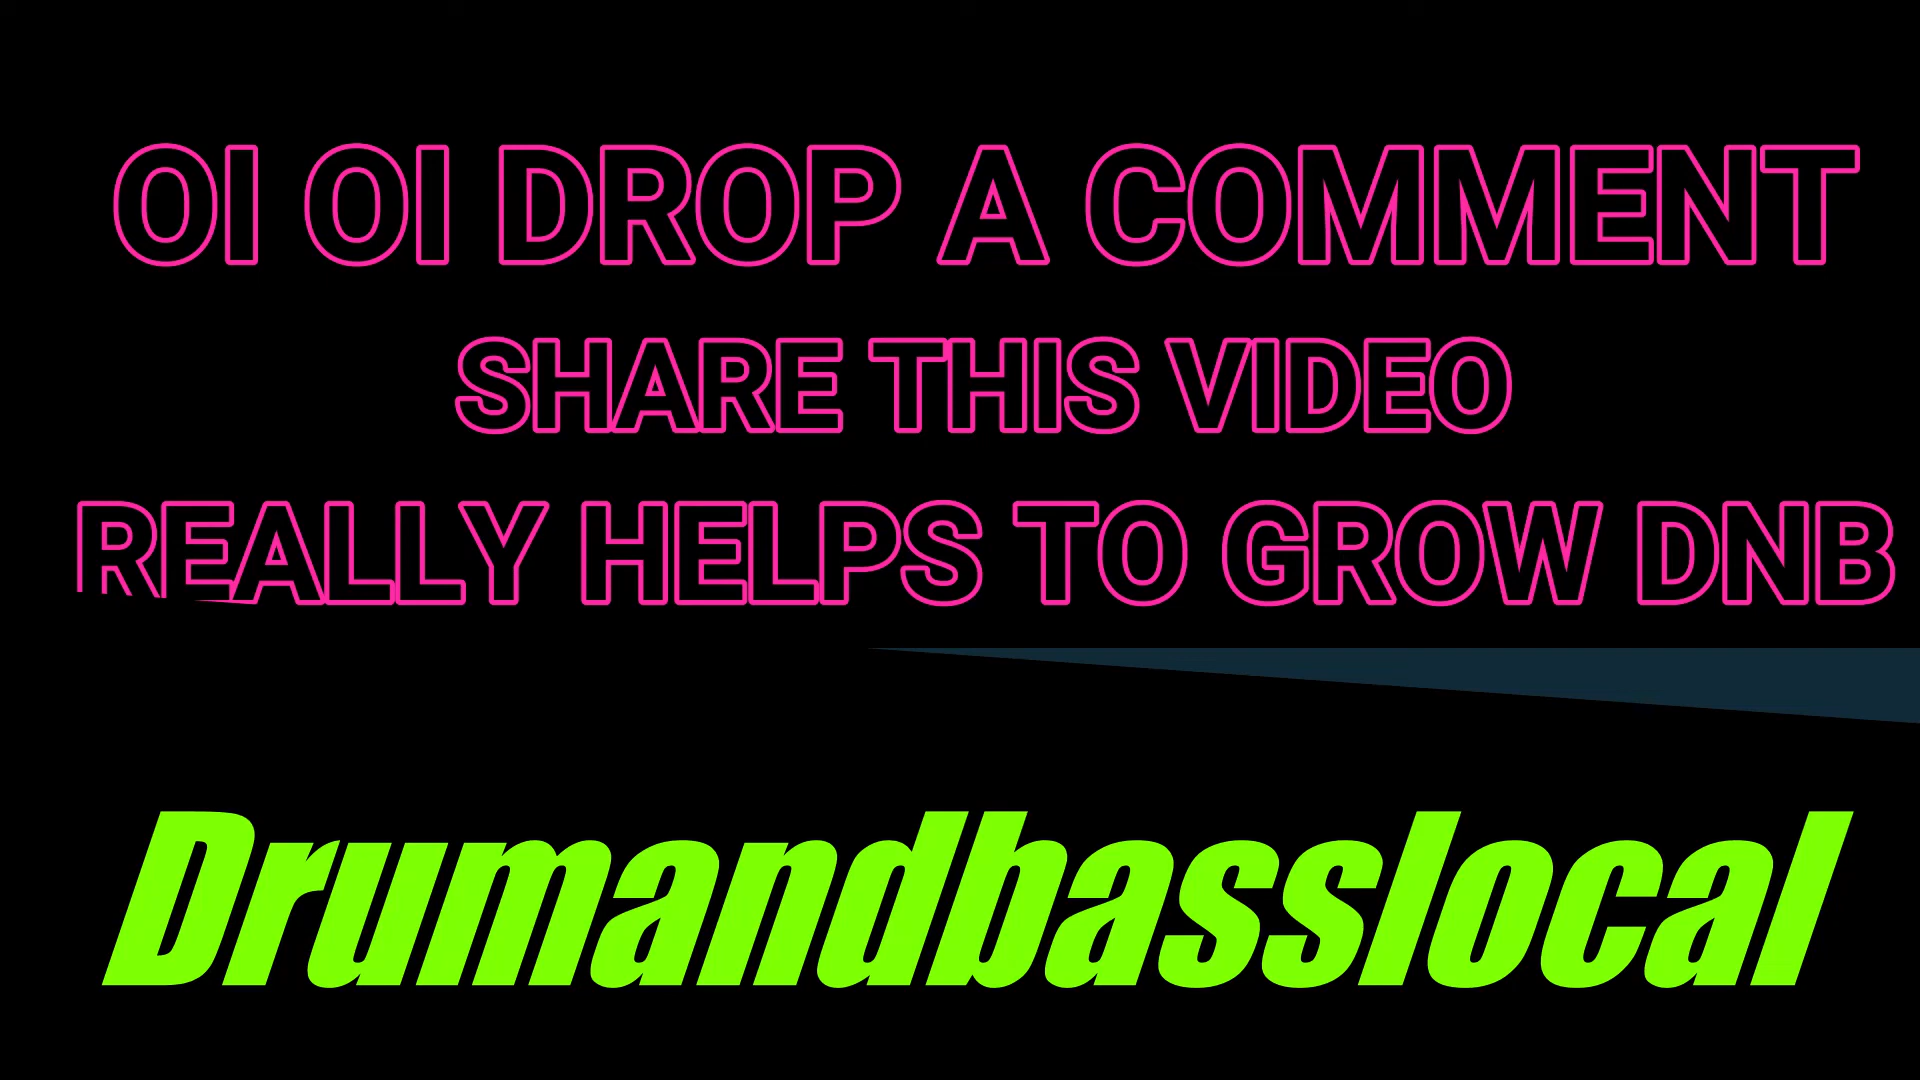 OI OI DROP A COMMENT
SHARE THIS VIDEO
REALLY HELPS TO GROW DNB
Drumandbasslocal